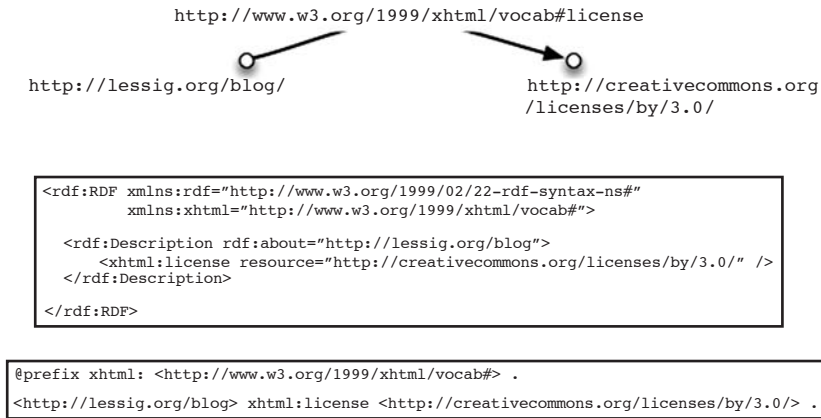 http://www.w3.org/1999/xhtml/vocab#license
http://lessig.org/blog/
http://creativecommons.org
/licenses/by/3.0/
<rdf:RDF xmlns:rdf=”http://www.w3.org/1999/02/22-rdf-syntax-ns#”
xmlns:xhtml=”http://www.w3.org/1999/xhtml/vocab#”>
<rdf:Description rdf:about=”http://lessig.org/blog”>
<xhtml:license resource=”http://creativecommons.org/licenses/by/3.0/” />
</rdf:Description>
</rdf:RDF>
@prefix xhtml: <http://www.w3.org/1999/xhtml/vocab#> .
<http://lessig.org/blog> xhtml:license <http://creativecommons.org/licenses/by/3.0/> .